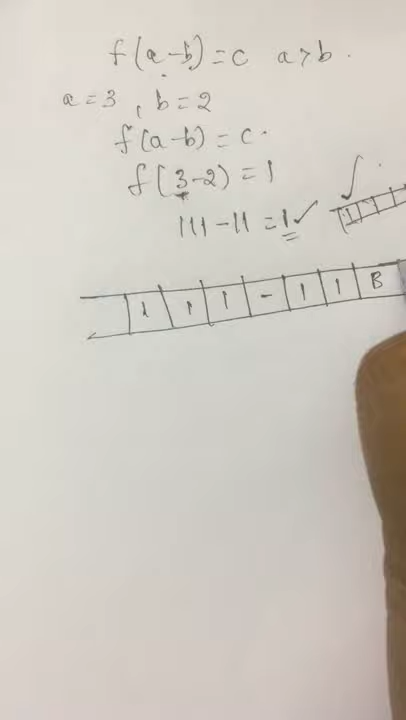 f(a-b)=c a>b.
a=3, b=2
f(a-b)=c.
f(3-2)=1
111-11=1✓
1 1 1 - 1 1 B